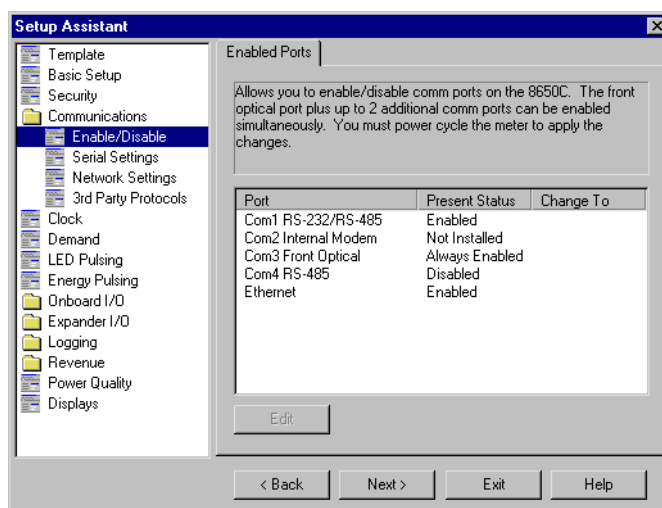 Setup Assistant
Template
Basic Setup
Security
Communications
Enable/Disable
Serial Settings
Network Settings
3rd Party Protocols
Clock
Demand
LED Pulsing
Energy Pulsing
Onboard I/O
Expander I/O
Logging
Revenue
Power Quality
Displays
Enabled Ports
Allows you to enable/disable comm ports on the 8650C. The front
optical port plus up to 2 additional comm ports can be enabled
simultaneously. You must power cycle the meter to apply the
changes.
Port Present Status Change To
Com1 RS-232/RS-485 Enabled
Com2 Internal Modem Not Installed
Com3 Front Optical Always Enabled
Com4 RS-485 Disabled
Ethernet Enabled
Edit
< Back Next > Exit Help